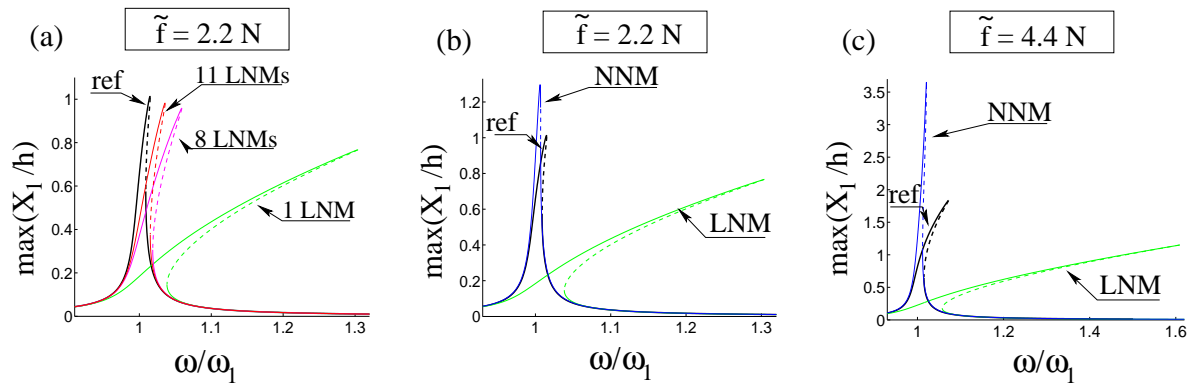 (a)
f̃ = 2.2 N
ref
11 LNMs
8 LNMs
1 LNM
max(X₁/h)
1
0.8
0.6
0.4
0.2
0
1
1.1
1.2
1.3
ω/ω₁
(b)
f̃ = 2.2 N
NNM
ref
LNM
max(X₁/h)
1.2
1
0.8
0.6
0.4
0.2
0
1
1.1
1.2
1.3
ω/ω₁
(c)
f̃ = 4.4 N
NNM
ref
LNM
max(X₁/h)
3.5
3
2.5
2
1.5
1
0.5
0
1
1.2
1.4
1.6
ω/ω₁